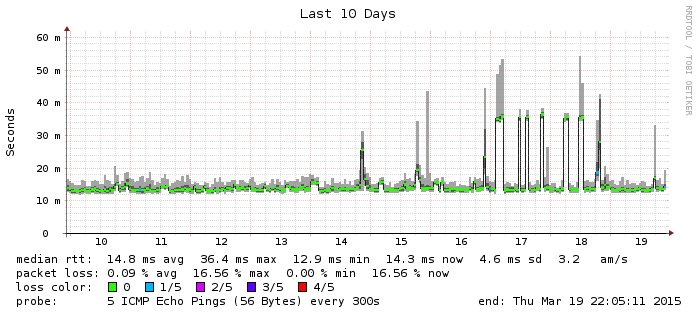 Last 10 Days
RRDTOOL / TOBI OETIKER
Seconds
60 m
50 m
40 m
30 m
20 m
10 m
0
10 11 12 13 14 15 16 17 18 19
median rtt: 14.8 ms avg 36.4 ms max 12.9 ms min 14.3 ms now 4.6 ms sd 3.2 am/s
packet loss: 0.09 % avg 16.56 % max 0.00 % min 16.56 % now
loss color: 0 1/5 2/5 3/5 4/5
probe: 5 ICMP Echo Pings (56 Bytes) every 300s end: Thu Mar 19 22:05:11 2015